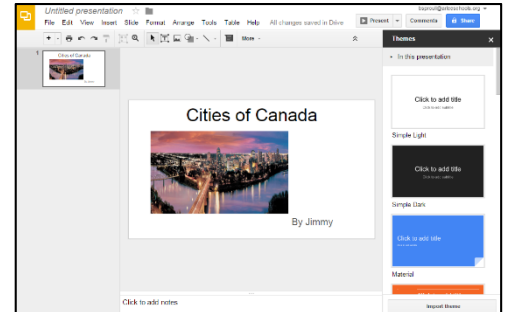 Untitled presentation
File Edit View Insert Slide Format Arrange Tools Table Help All changes saved in Drive
Present
Comments
Share
More
Themes
In this presentation
1
Cities of Canada
Click to add title
Simple Light
Cities of Canada
By Jimmy
Click to add title
Simple Dark
Click to add title
Material
Click to add notes
Import theme